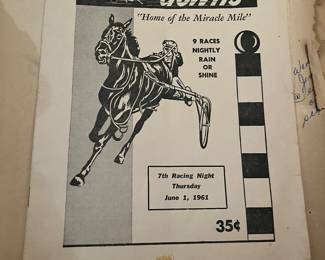 downs
"Home of the Miracle Mile"
9 RACES
NIGHTLY
RAIN
OR
SHINE
7th Racing Night
Thursday
June 1, 1961
35¢